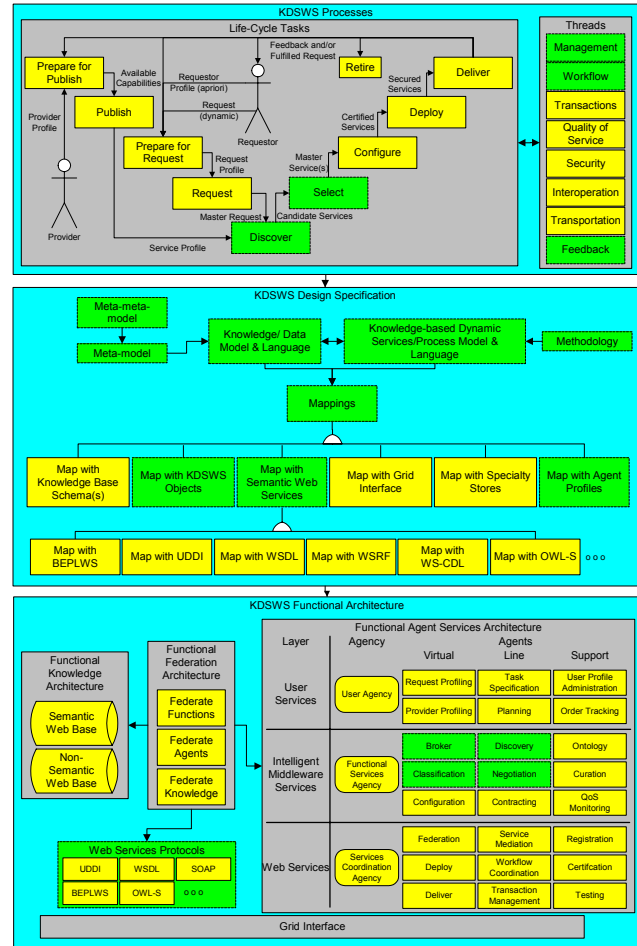 KDSWS Processes
Life-Cycle Tasks
Threads
Feedback and/or
Fulfilled Request
Prepare for
Publish
Available
Capabilities
Publish
Provider
Profile
Provider
Requestor
Profile (apriori)
Request
(dynamic)
Requestor
Prepare for
Request
Request
Profile
Request
Master Request
Service Profile
Discover
Candidate Services
Select
Master
Service(s)
Configure
Certified
Services
Deploy
Secured
Services
Deliver
Retire
Management
Workflow
Transactions
Quality of
Service
Security
Interoperation
Transportation
Feedback
KDSWS Design Specification
Meta-meta-
model
Meta-model
Knowledge/ Data
Model & Language
Knowledge-based Dynamic
Services/Process Model &
Language
Methodology
Mappings
Map with
Knowledge Base
Schema(s)
Map with KDSWS
Objects
Map with
Semantic Web
Services
Map with Grid
Interface
Map with Specialty
Stores
Map with Agent
Profiles
Map with
BEPLWS
Map with UDDI
Map with WSDL
Map with WSRF
Map with
WS-CDL
Map with OWL-S
o o o
KDSWS Functional Architecture
Functional
Knowledge
Architecture
Semantic
Web Base
Non-
Semantic
Web Base
Functional
Federation
Architecture
Federate
Functions
Federate
Agents
Federate
Knowledge
Web Services Protocols
UDDI
WSDL
SOAP
BEPLWS
OWL-S
o o o
Functional Agent Services Architecture
Layer
Agency
Agents
Virtual
Line
Support
User
Services
User Agency
Request Profiling
Task
Specification
User Profile
Administration
Provider Profiling
Planning
Order Tracking
Intelligent
Middleware
Services
Functional
Services
Agency
Broker
Discovery
Ontology
Classification
Negotiation
Curation
Configuration
Contracting
QoS
Monitoring
Web Services
Services
Coordination
Agency
Federation
Service
Mediation
Registration
Deploy
Workflow
Coordination
Certifcation
Deliver
Transaction
Management
Testing
Grid Interface